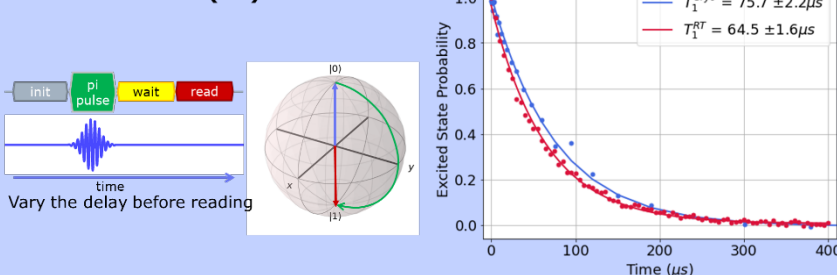 init
pi
pulse
wait
read
time
Vary the delay before reading
|0⟩
x
y
|1⟩
Excited State Probability
1.0
0.8
0.6
0.4
0.2
0.0
= 75.7 ±2.2μs
T₁ᴿᵀ = 64.5 ±1.6μs
0
100
200
300
400
Time (μs)